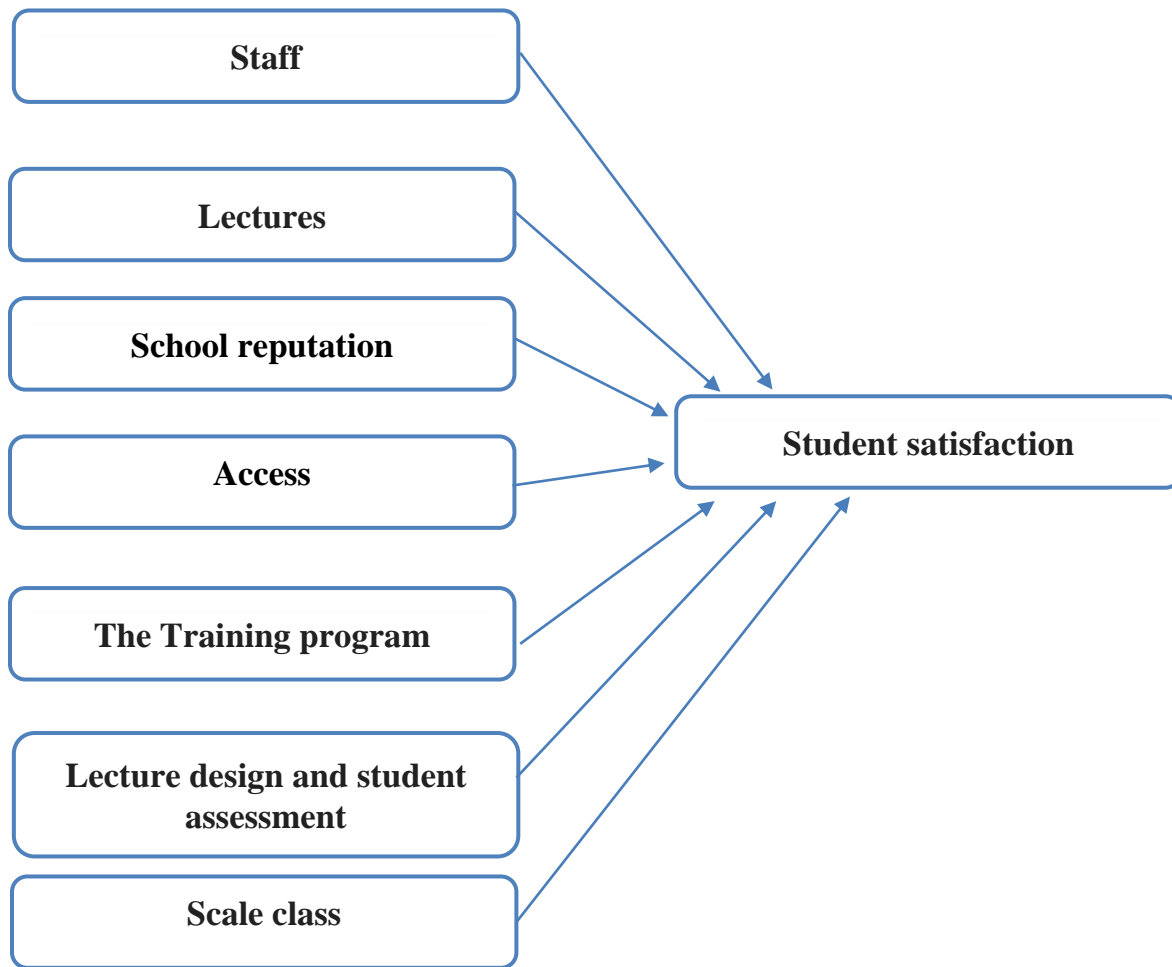 Staff
Lectures
School reputation
Access
The Training program
Lecture design and student
assessment
Scale class
Student satisfaction